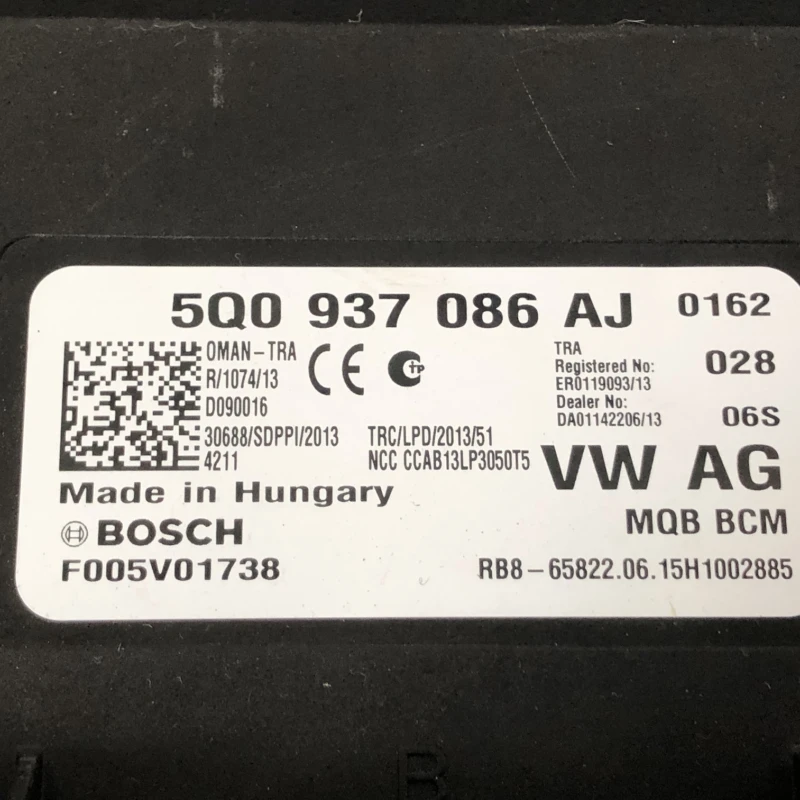 5Q0 937 086 AJ 0162
OMAN-TRA
R/1074/13
D090016
30688/SDPPI/2013
4211
CE
TRC/LPD/2013/51
NCC CCAB13LP3050T5
TRA
Registered No:
ER0119093/13
Dealer No:
DA01142206/13
028
06S
VW AG
Made in Hungary
BOSCH
MQB BCM
F005V01738
RB8-65822.06.15H1002885
B